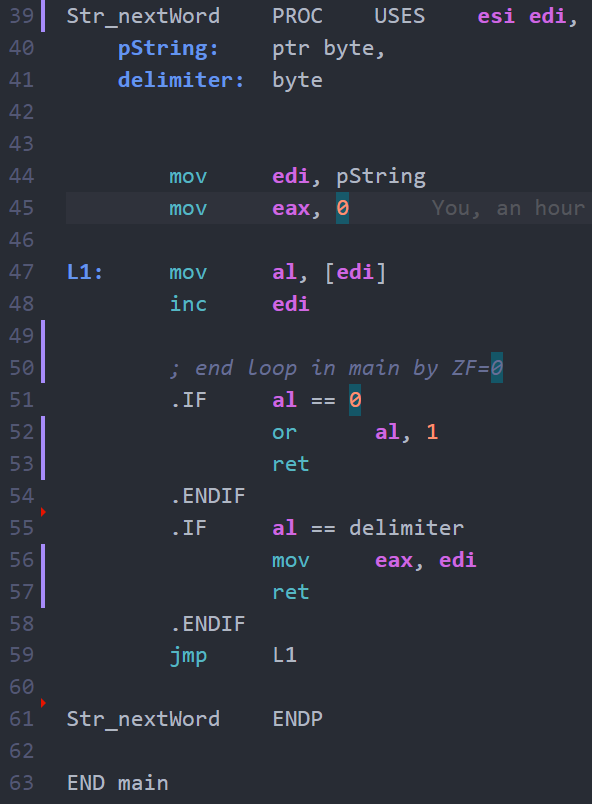 39 Str_nextWord PROC USES esi edi,
40 pString: ptr byte,
41 delimiter: byte
42
43
44 mov edi, pString
45 mov eax, 0 You, an hour
46
47 L1: mov al, [edi]
48 inc edi
49
50 ; end loop in main by ZF=0
51 .IF al == 0
52 or al, 1
53 ret
54 .ENDIF
55 .IF al == delimiter
56 mov eax, edi
57 ret
58 .ENDIF
59 jmp L1
60
61 Str_nextWord ENDP
62
63 END main